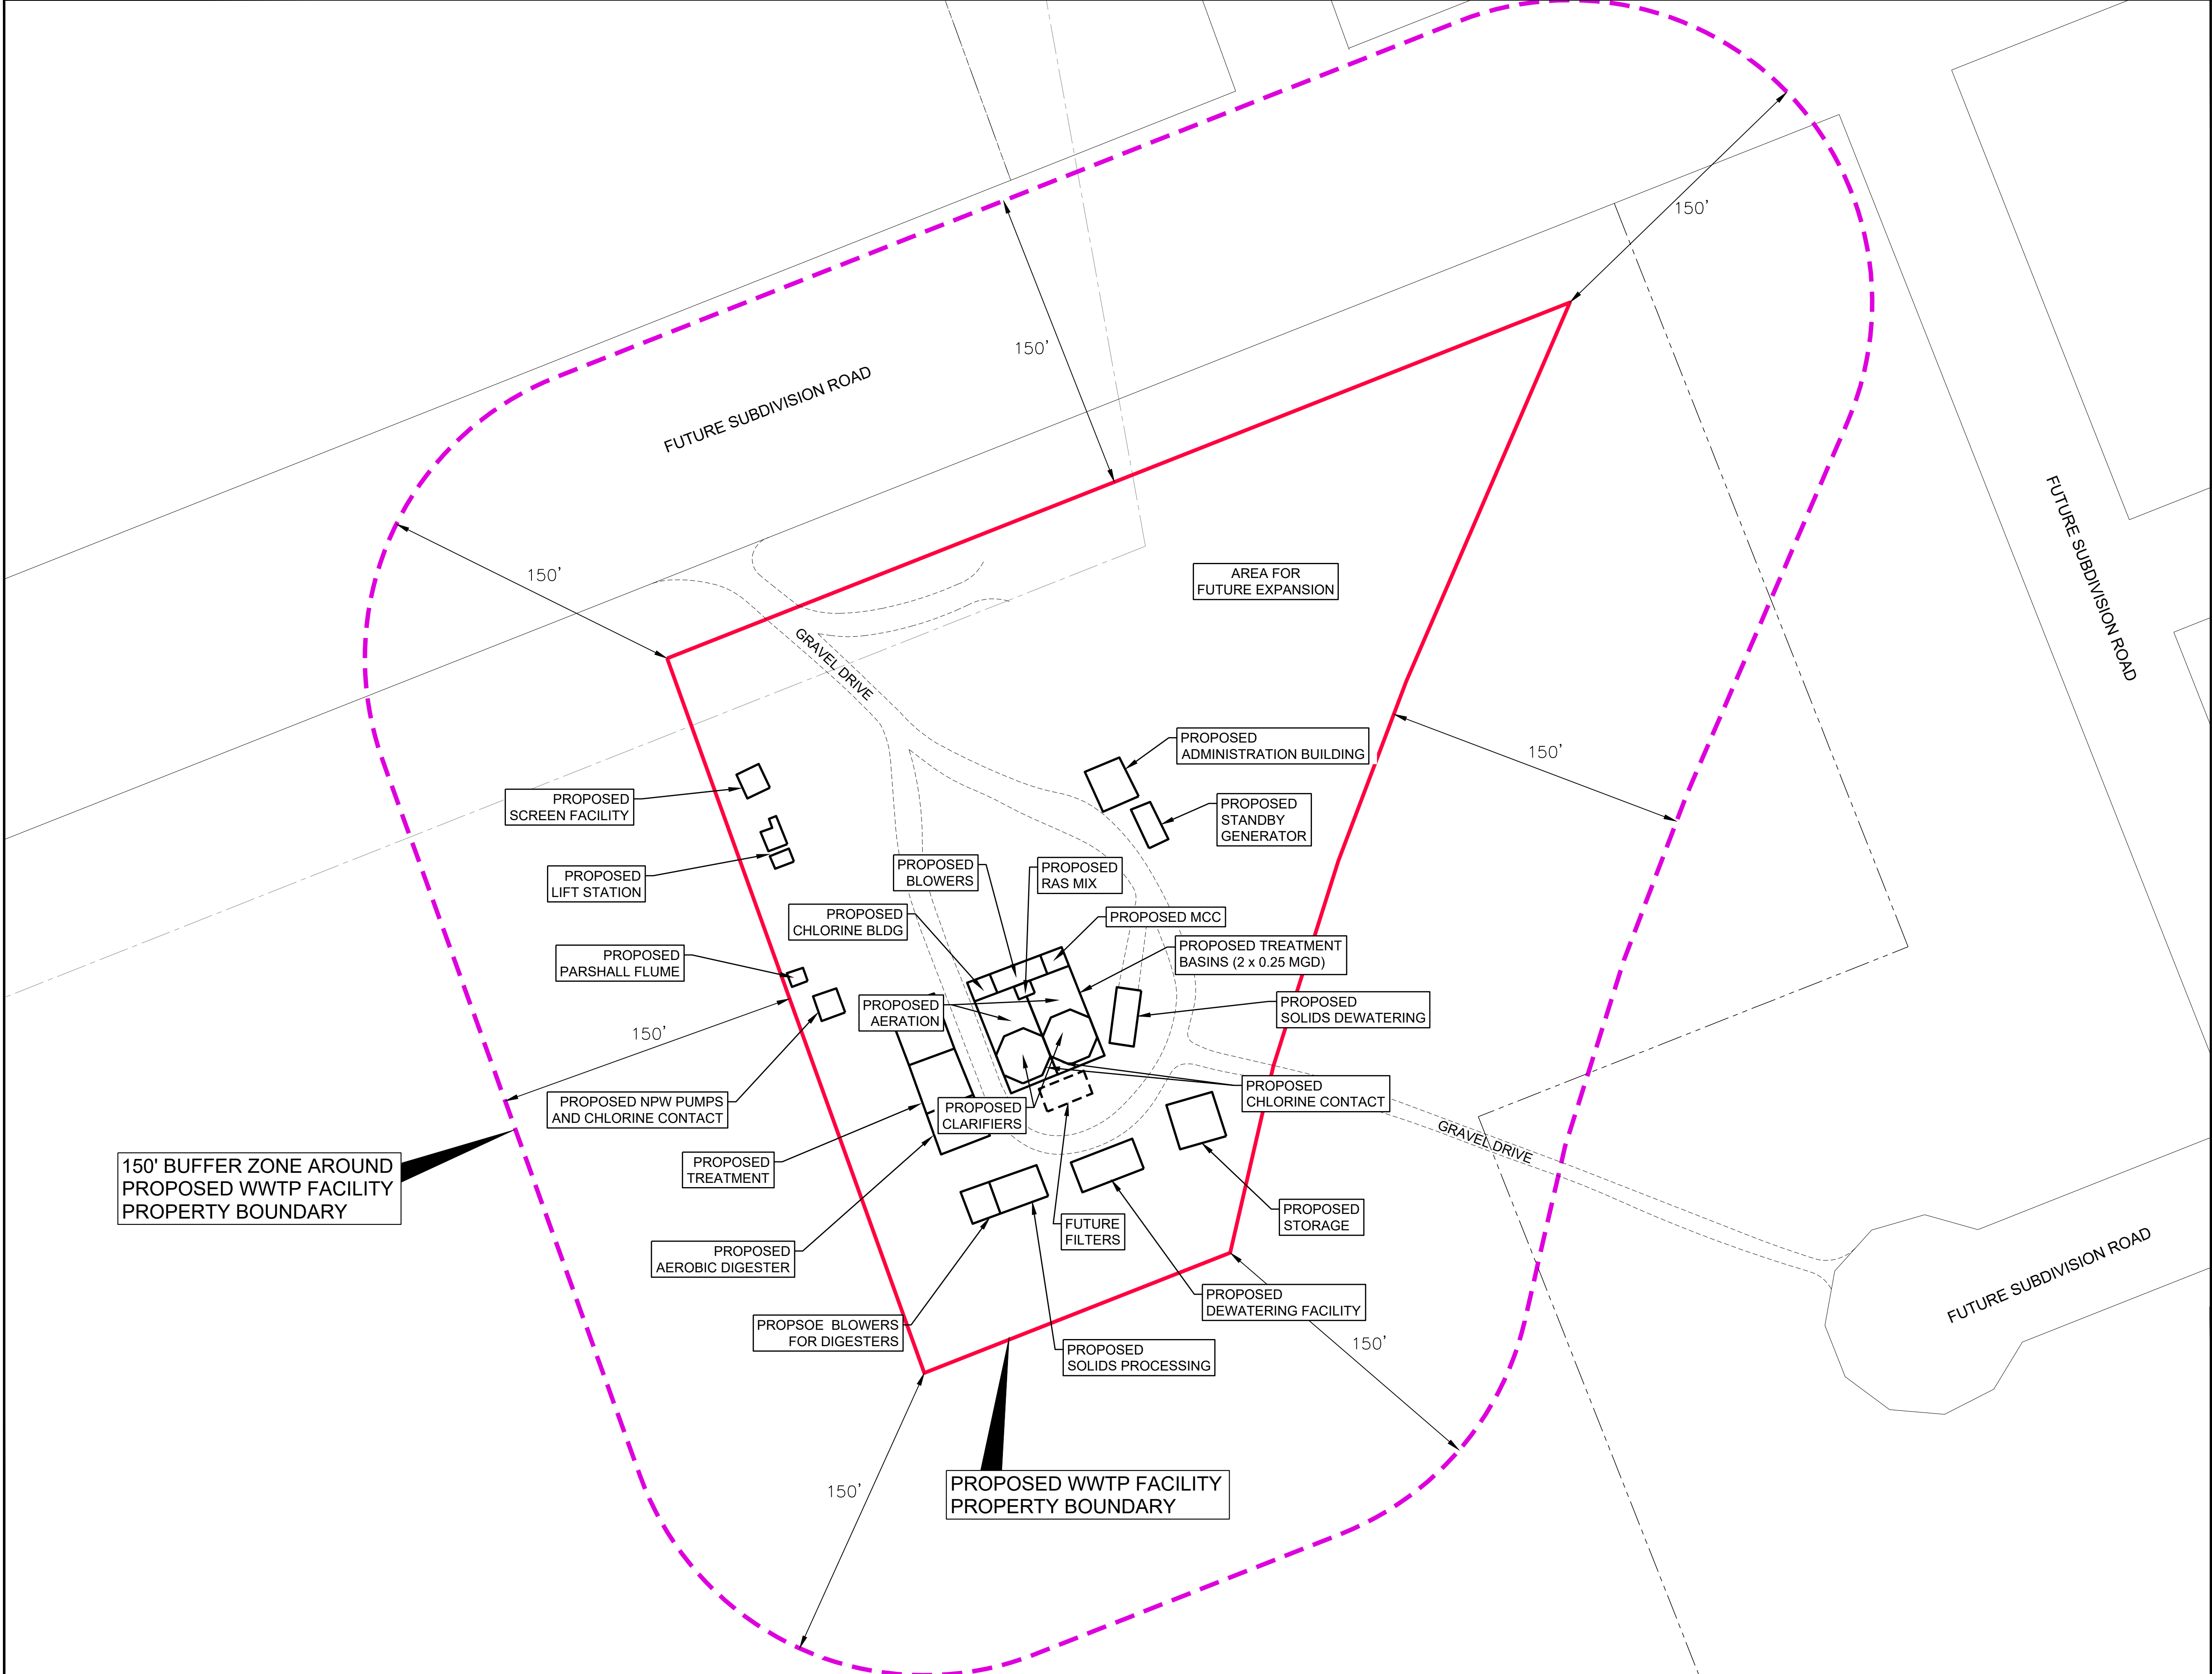 150'
150'
FUTURE SUBDIVISION ROAD
150'
FUTURE SUBDIVISION ROAD
AREA FOR
FUTURE EXPANSION
GRAVEL DRIVE
PROPOSED
ADMINISTRATION BUILDING
150'
PROPOSED
SCREEN FACILITY
PROPOSED
STANDBY
GENERATOR
PROPOSED
LIFT STATION
PROPOSED
BLOWERS
PROPOSED
RAS MIX
PROPOSED
CHLORINE BLDG
PROPOSED MCC
PROPOSED
PARSHALL FLUME
PROPOSED TREATMENT
BASINS (2 x 0.25 MGD)
PROPOSED
AERATION
PROPOSED
SOLIDS DEWATERING
150'
PROPOSED NPW PUMPS
AND CHLORINE CONTACT
PROPOSED
CLARIFIERS
PROPOSED
CHLORINE CONTACT
GRAVEL DRIVE
150' BUFFER ZONE AROUND
PROPOSED WWTP FACILITY
PROPERTY BOUNDARY
PROPOSED
TREATMENT
PROPOSED
STORAGE
FUTURE
FILTERS
PROPOSED
AEROBIC DIGESTER
FUTURE SUBDIVISION ROAD
PROPOSED
DEWATERING FACILITY
PROPSOE BLOWERS
FOR DIGESTERS
PROPOSED
SOLIDS PROCESSING
150'
150'
PROPOSED WWTP FACILITY
PROPERTY BOUNDARY